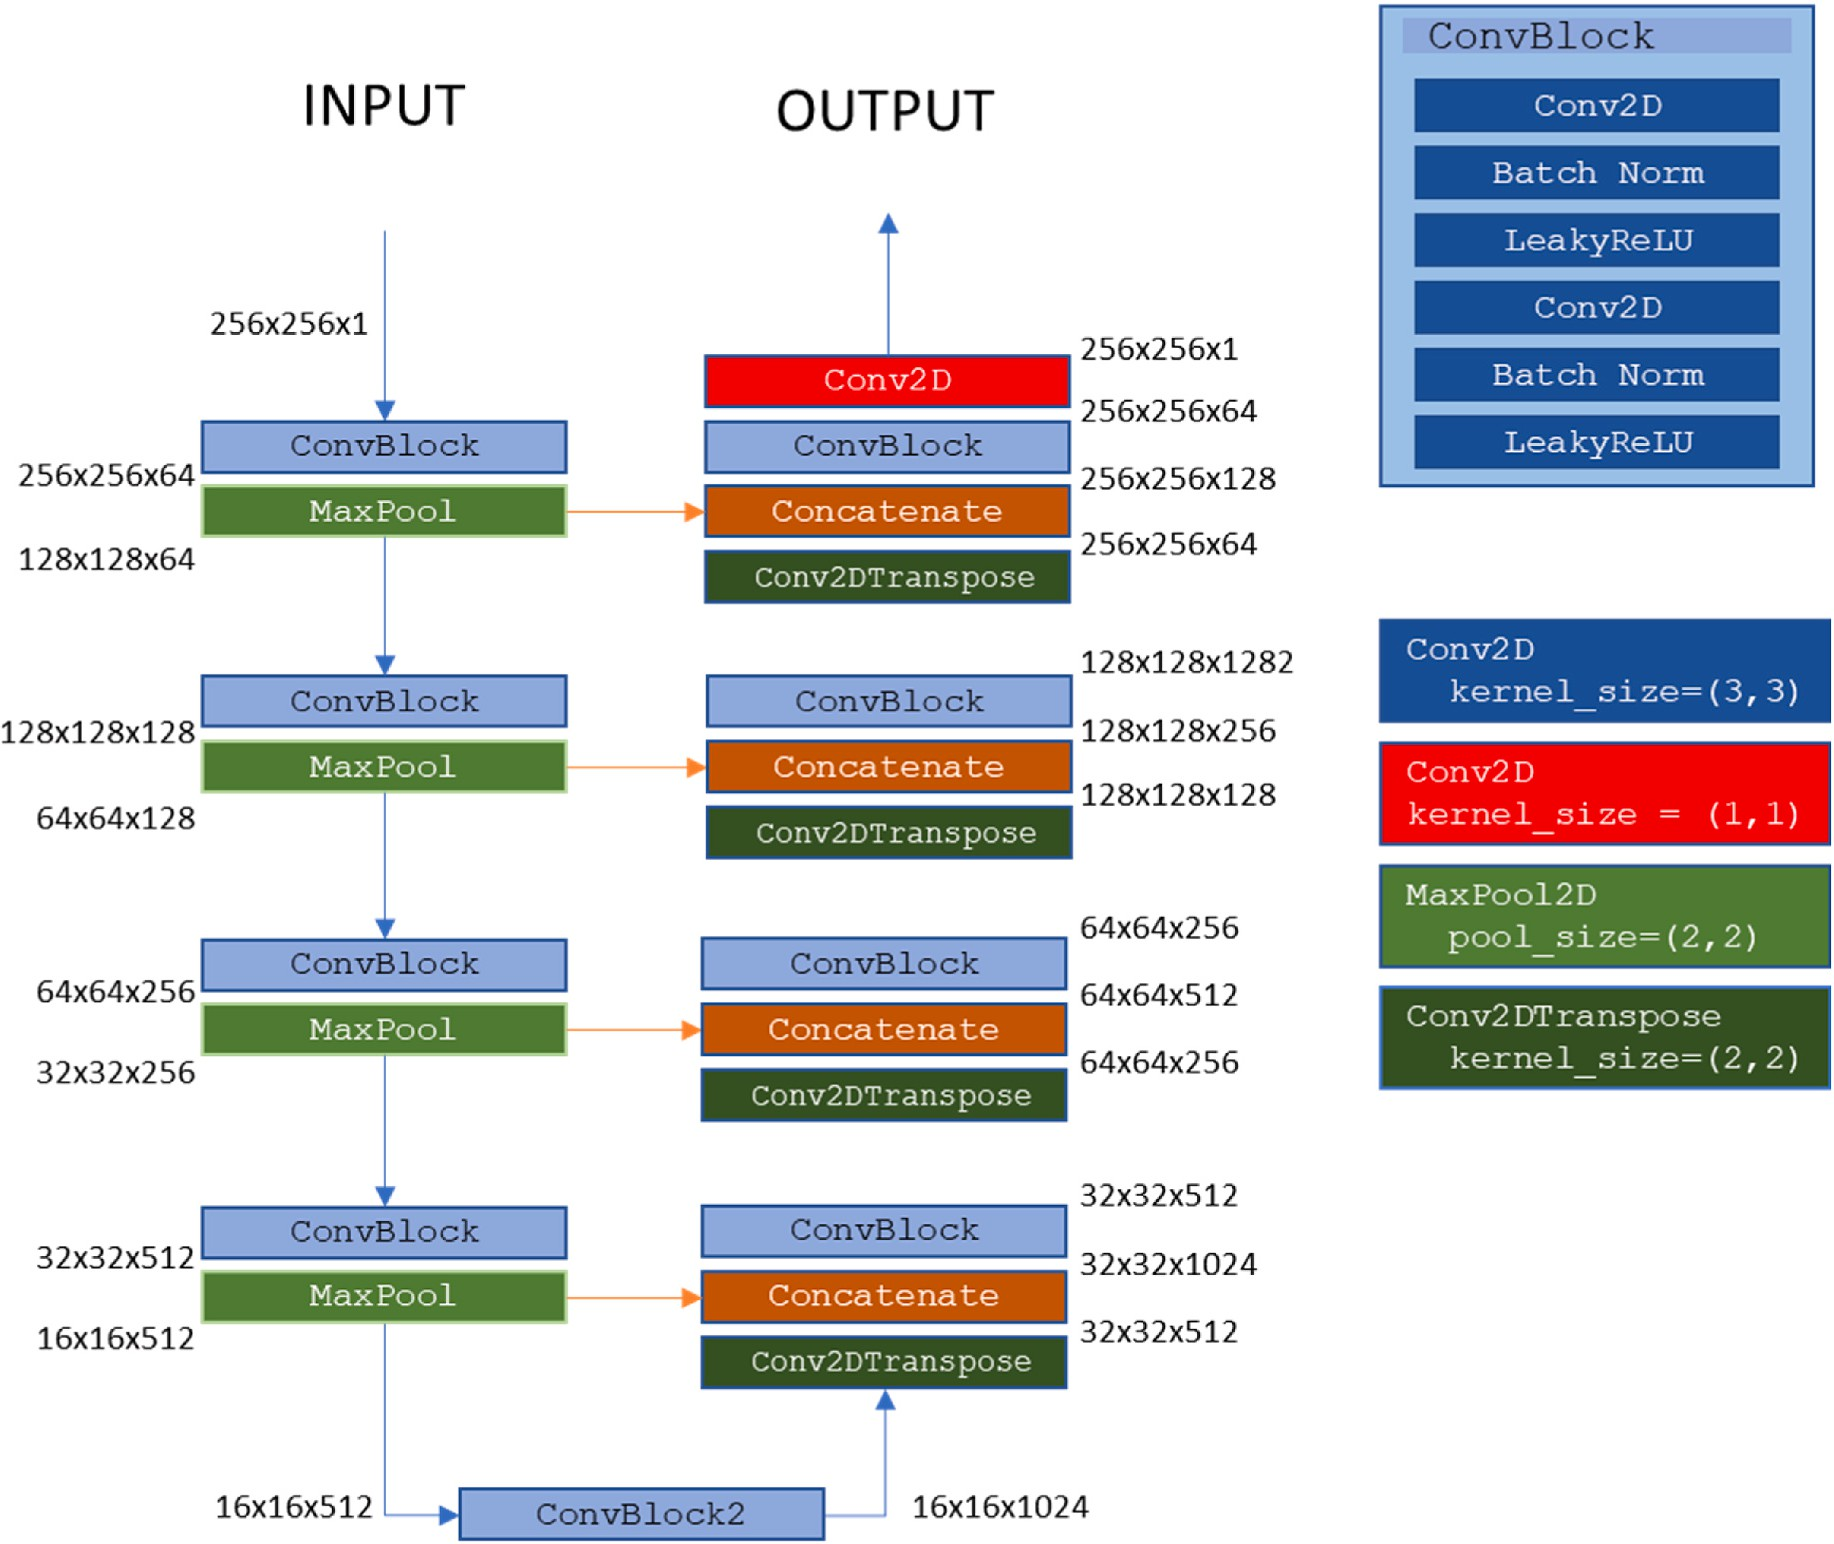 INPUT
OUTPUT
256x256x1
ConvBlock
256x256x64
MaxPool
128x128x64
ConvBlock
128x128x128
MaxPool
64x64x128
ConvBlock
64x64x256
MaxPool
32x32x256
ConvBlock
32x32x512
MaxPool
16x16x512
16x16x512
ConvBlock2
16x16x1024
256x256x1
Conv2D
256x256x64
ConvBlock
256x256x128
Concatenate
256x256x64
Conv2DTranspose
128x128x1282
ConvBlock
128x128x256
Concatenate
128x128x128
Conv2DTranspose
64x64x256
ConvBlock
64x64x512
Concatenate
64x64x256
Conv2DTranspose
32x32x512
ConvBlock
32x32x1024
Concatenate
32x32x512
Conv2DTranspose
ConvBlock
Conv2D
Batch Norm
LeakyReLU
Conv2D
Batch Norm
LeakyReLU
Conv2D
kernel_size=(3,3)
Conv2D
kernel_size = (1,1)
MaxPool2D
pool_size=(2,2)
Conv2DTranspose
kernel_size=(2,2)